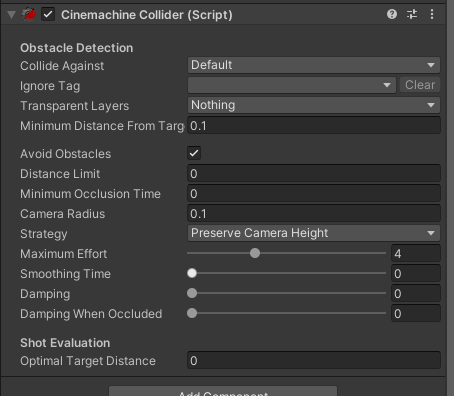 Cinemachine Collider (Script)
Obstacle Detection
Collide Against Default
Ignore Tag Clear
Transparent Layers Nothing
Minimum Distance From Targ 0.1
Avoid Obstacles
Distance Limit 0
Minimum Occlusion Time 0
Camera Radius 0.1
Strategy Preserve Camera Height
Maximum Effort 4
Smoothing Time 0
Damping 0
Damping When Occluded 0
Shot Evaluation
Optimal Target Distance 0
Add Component